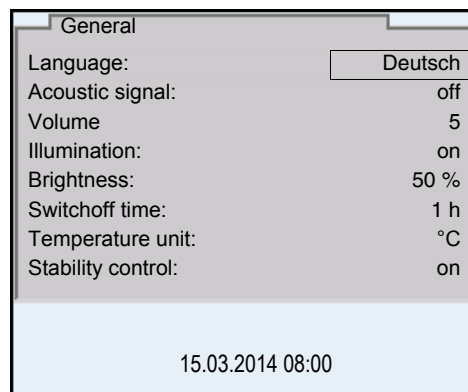 General
Language: Deutsch
Acoustic signal: off
Volume 5
Illumination: on
Brightness: 50 %
Switchoff time: 1 h
Temperature unit: °C
Stability control: on
15.03.2014 08:00